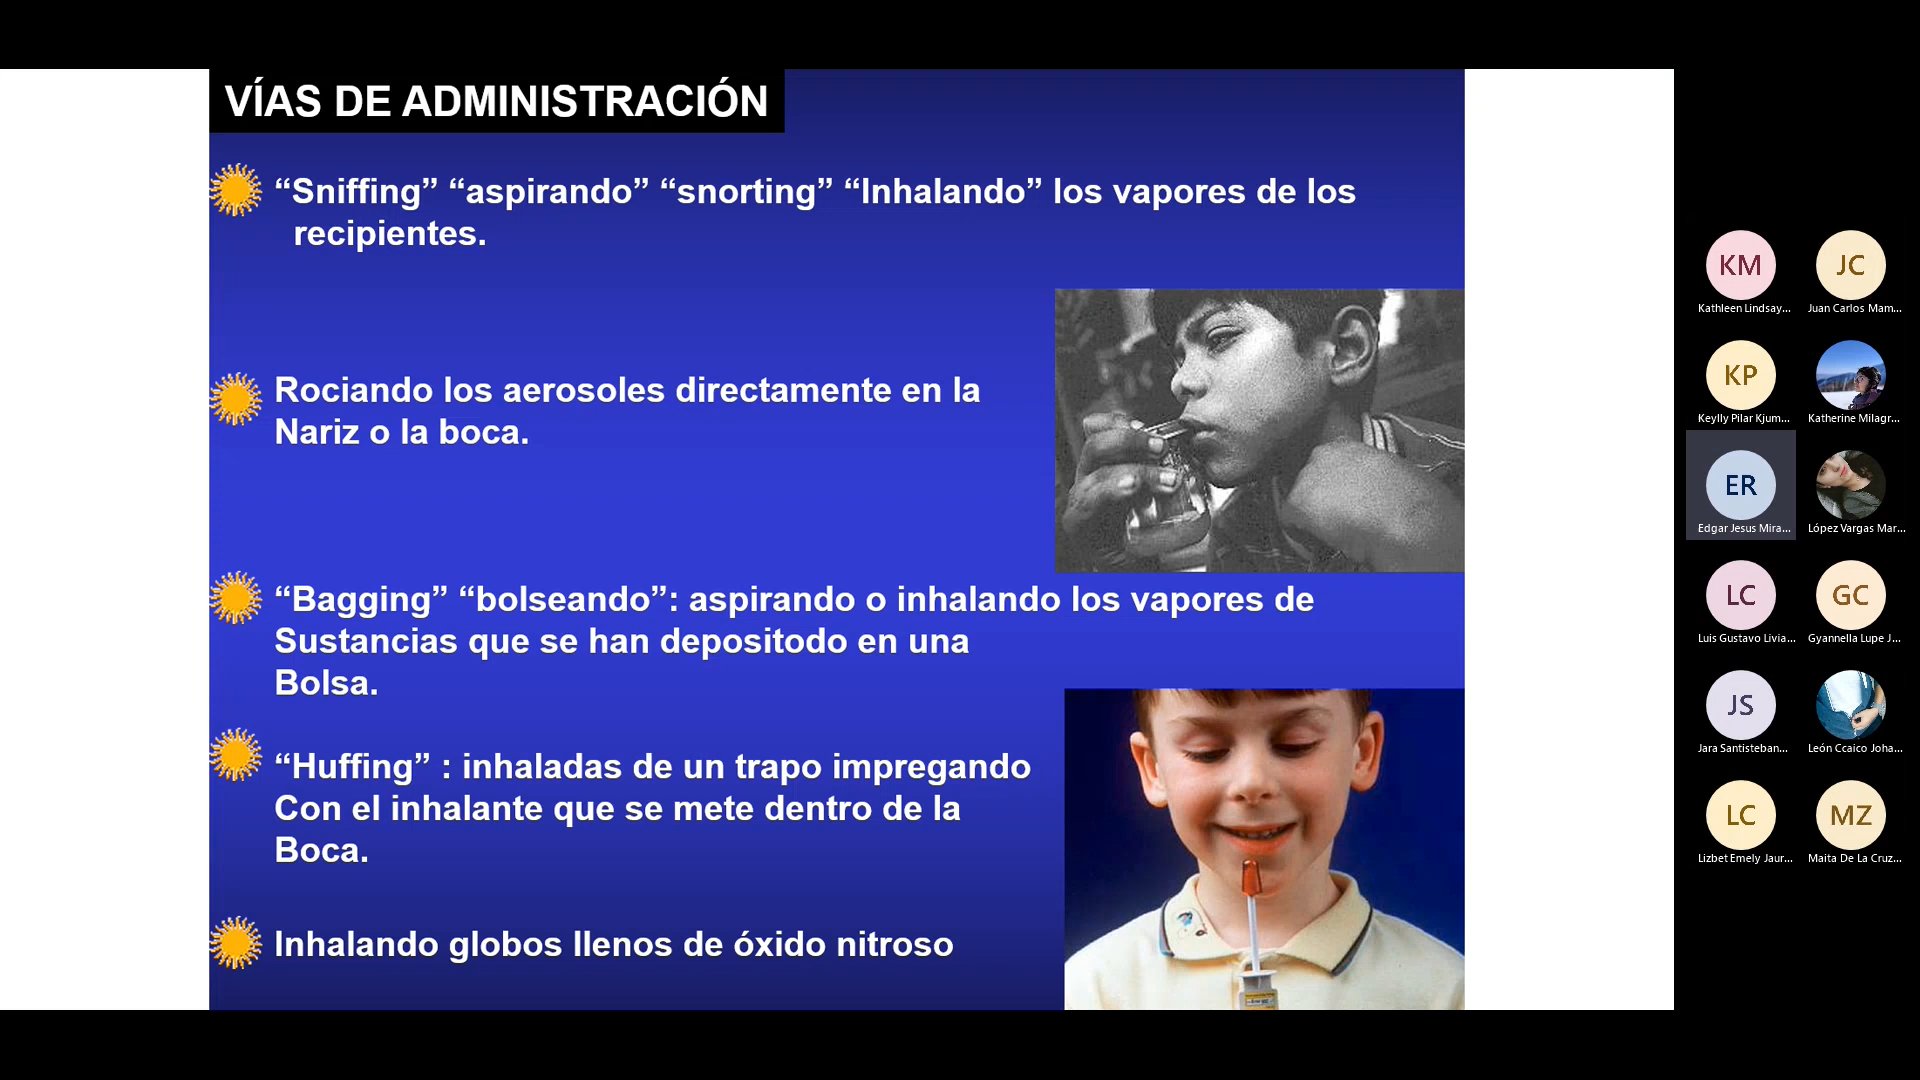 VÍAS DE ADMINISTRACIÓN
“Sniffing” “aspirando” “snorting” “Inhalando” los vapores de los
recipientes.
Rociando los aerosoles directamente en la
Nariz o la boca.
“Bagging” “bolseando”: aspirando o inhalando los vapores de
Sustancias que se han depositodo en una
Bolsa.
“Huffing” : inhaladas de un trapo impregando
Con el inhalante que se mete dentro de la
Boca.
Inhalando globos llenos de óxido nitroso
KM
JC
Kathleen Lindsay...
Juan Carlos Mam...
KP
Keylly Pilar Kjum...
Katherine Milagr...
ER
Edgar Jesus Mira...
López Vargas Mar...
LC
GC
Luis Gustavo Livia...
Gyannella Lupe J...
JS
Jara Santisteban...
León Ccaico Joha...
LC
MZ
Lizbet Emely Jaur...
Maita De La Cruz...